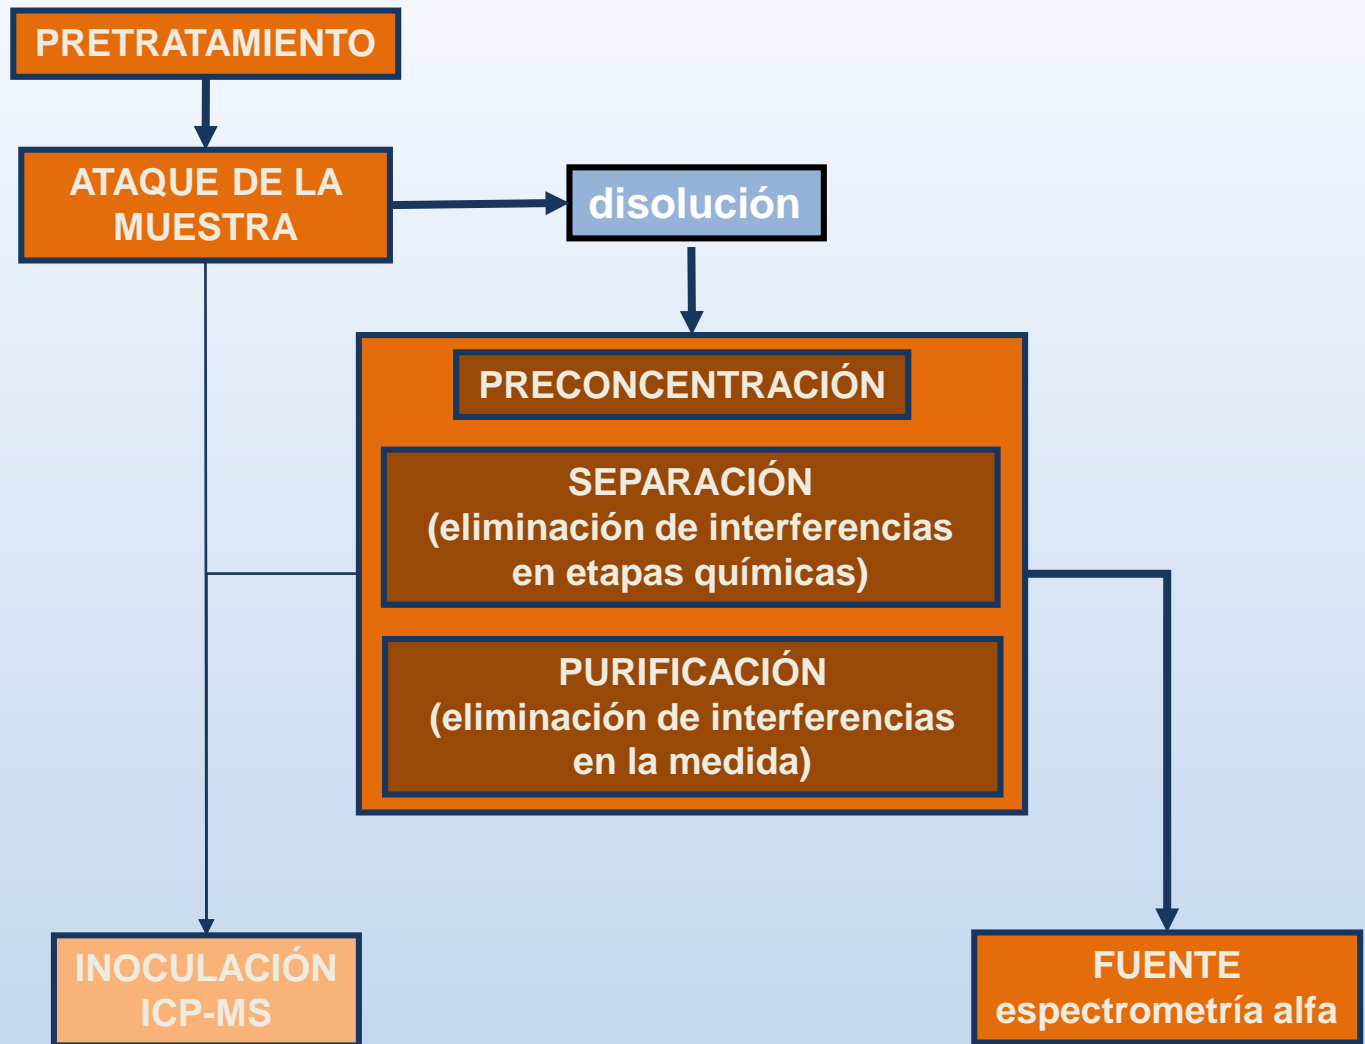 PRETRATAMIENTO
ATAQUE DE LA
MUESTRA
disolución
PRECONCENTRACIÓN
SEPARACIÓN
(eliminación de interferencias
en etapas químicas)
PURIFICACIÓN
(eliminación de interferencias
en la medida)
INOCULACIÓN
ICP-MS
FUENTE
espectrometría alfa